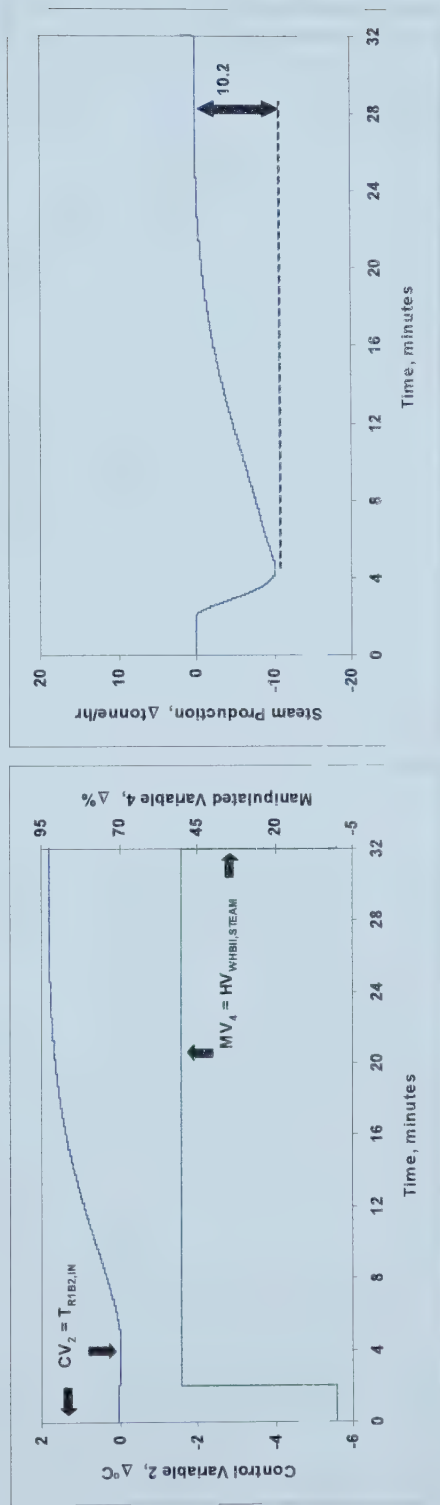 2
0
-2
-4
-6
Control Variable 2, Δ°C
CV2 = TR1B2,IN
MV4 = HVWHBII,STEAM
95
70
45
20
-5
Manipulated Variable 4, Δ%
0 4 8 12 16 20 24 28 32
Time, minutes
20
10
0
-10
-20
Steam Production, Δtonne/hr
10.2
0 4 8 12 16 20 24 28 32
Time, minutes